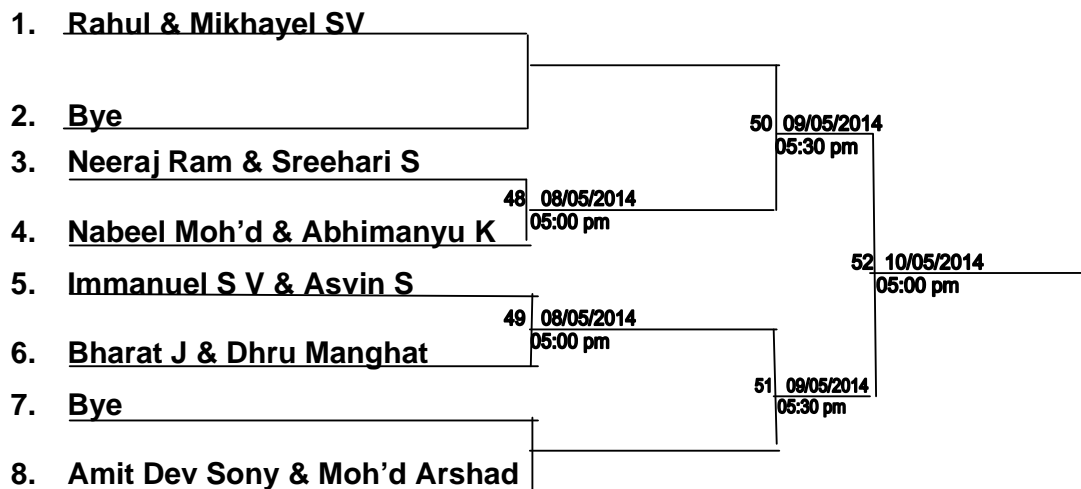 1. Rahul & Mikhayel SV
2. Bye
50 09/05/2014
05:30 pm
3. Neeraj Ram & Sreehari S
48 08/05/2014
05:00 pm
4. Nabeel Moh’d & Abhimanyu K
52 10/05/2014
05:00 pm
5. Immanuel S V & Asvin S
49 08/05/2014
05:00 pm
6. Bharat J & Dhru Manghat
51 09/05/2014
05:30 pm
7. Bye
8. Amit Dev Sony & Moh’d Arshad